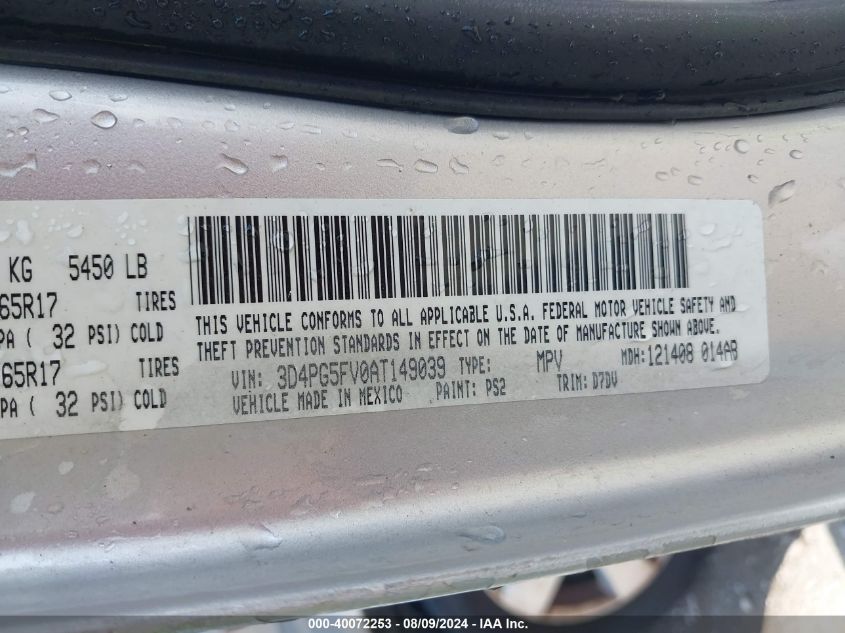 KG 5450 LB
65R17 TIRES
PA ( 32 PSI) COLD
65R17 TIRES
PA ( 32 PSI) COLD
THIS VEHICLE CONFORMS TO ALL APPLICABLE U.S.A. FEDERAL MOTOR VEHICLE SAFETY AND
THEFT PREVENTION STANDARDS IN EFFECT ON THE DATE OF MANUFACTURE SHOWN ABOVE.
VIN: 3D4PG5FV0AT149039 TYPE: MPV MDH: 121408 014AB
VEHICLE MADE IN MEXICO PAINT: PS2 TRIM: D7DV
000-40072253 - 08/09/2024 - IAA Inc.